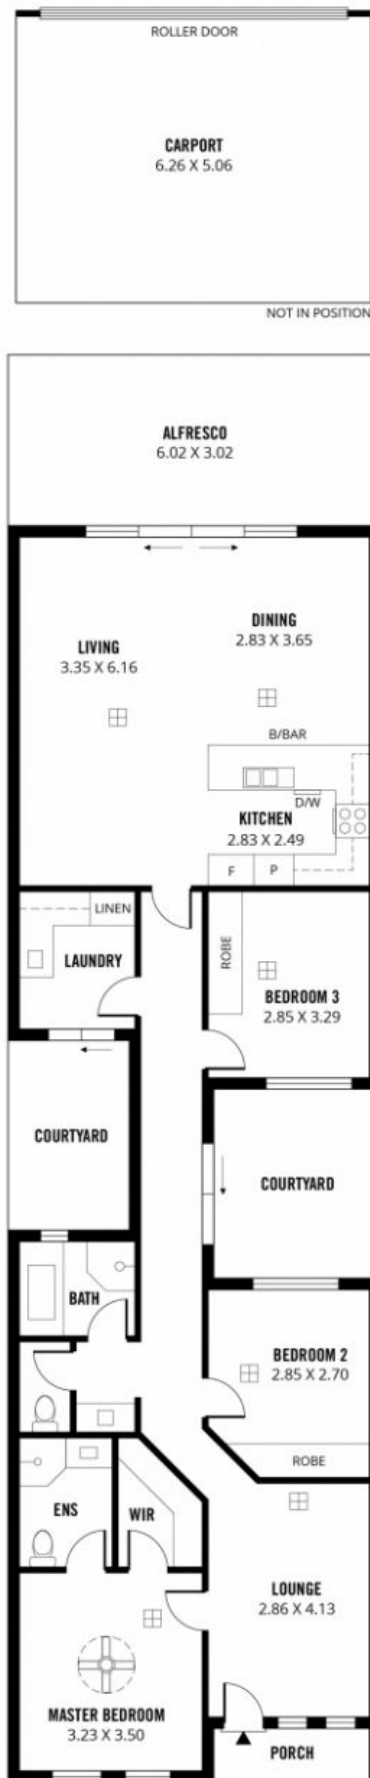 ROLLER DOOR
CARPORT
6.26 X 5.06
NOT IN POSITION
ALFRESCO
6.02 X 3.02
DINING
2.83 X 3.65
LIVING
3.35 X 6.16
B/BAR
D/W
KITCHEN
2.83 X 2.49
F
P
LINEN
LAUNDRY
ROBE
BEDROOM 3
2.85 X 3.29
COURTYARD
COURTYARD
BATH
BEDROOM 2
2.85 X 2.70
ROBE
ENS
WIR
LOUNGE
2.86 X 4.13
MASTER BEDROOM
3.23 X 3.50
PORCH